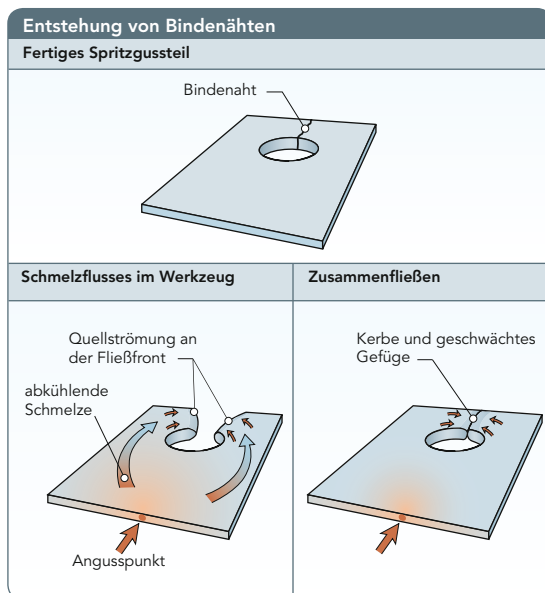 Entstehung von Bindenähten
Fertiges Spritzgussteil
Bindenaht
Schmelzflusses im Werkzeug
Quellströmung an
der Fließfront
abkühlende
Schmelze
Angusspunkt
Zusammenfließen
Kerbe und geschwächtes
Gefüge